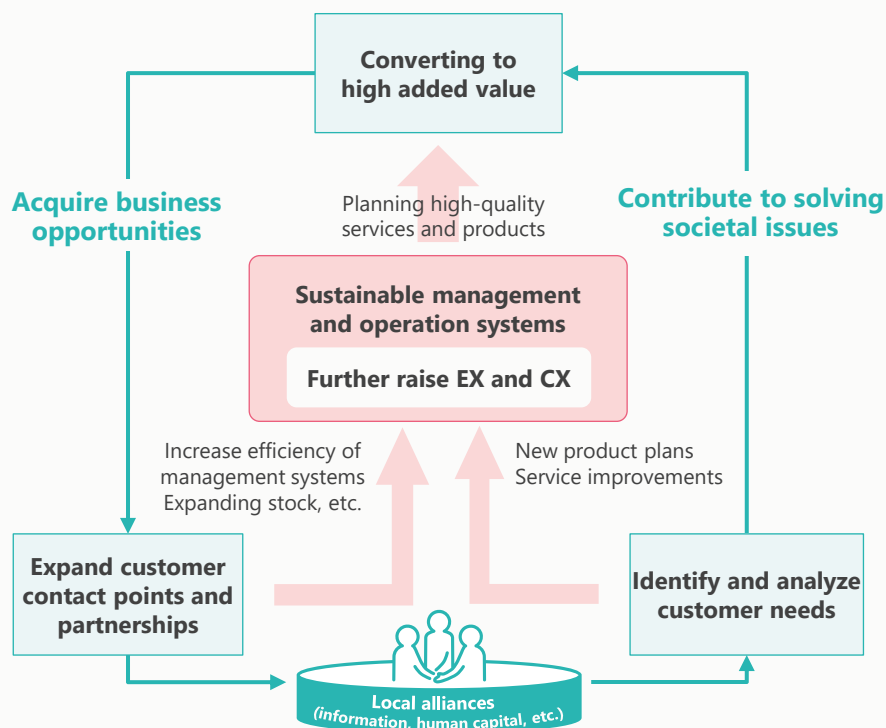 Converting to
high added value
Acquire business
opportunities
Contribute to solving
societal issues
Planning high-quality
services and products
Sustainable management
and operation systems
Further raise EX and CX
Increase efficiency of
management systems
Expanding stock, etc.
New product plans
Service improvements
Expand customer
contact points and
partnerships
Identify and analyze
customer needs
Local alliances
(information, human capital, etc.)